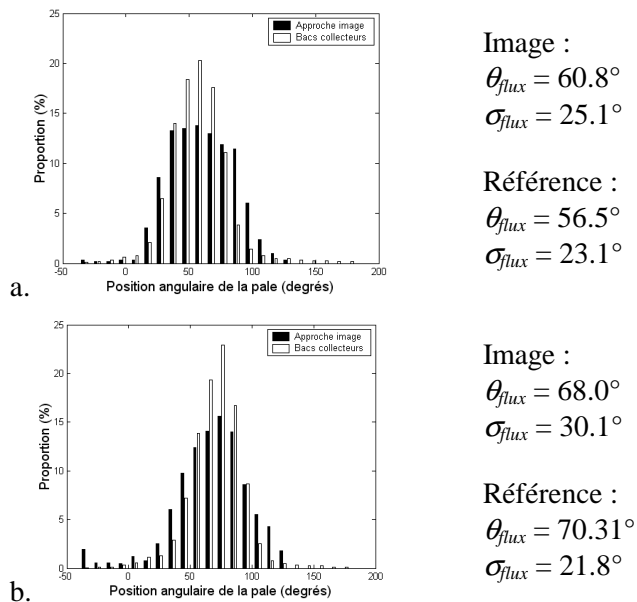 Approche image
Bacs collecteurs
25
20
15
10
5
0
Proportion (%)
-50
0
50
100
150
200
Position angulaire de la pale (degrés)
a.
Image :
θflux = 60.8°
σflux = 25.1°
Référence :
θflux = 56.5°
σflux = 23.1°
Approche image
Bacs collecteurs
25
20
15
10
5
0
Proportion (%)
-50
0
50
100
150
200
Position angulaire de la pale (degrés)
b.
Image :
θflux = 68.0°
σflux = 30.1°
Référence :
θflux = 70.31°
σflux = 21.8°